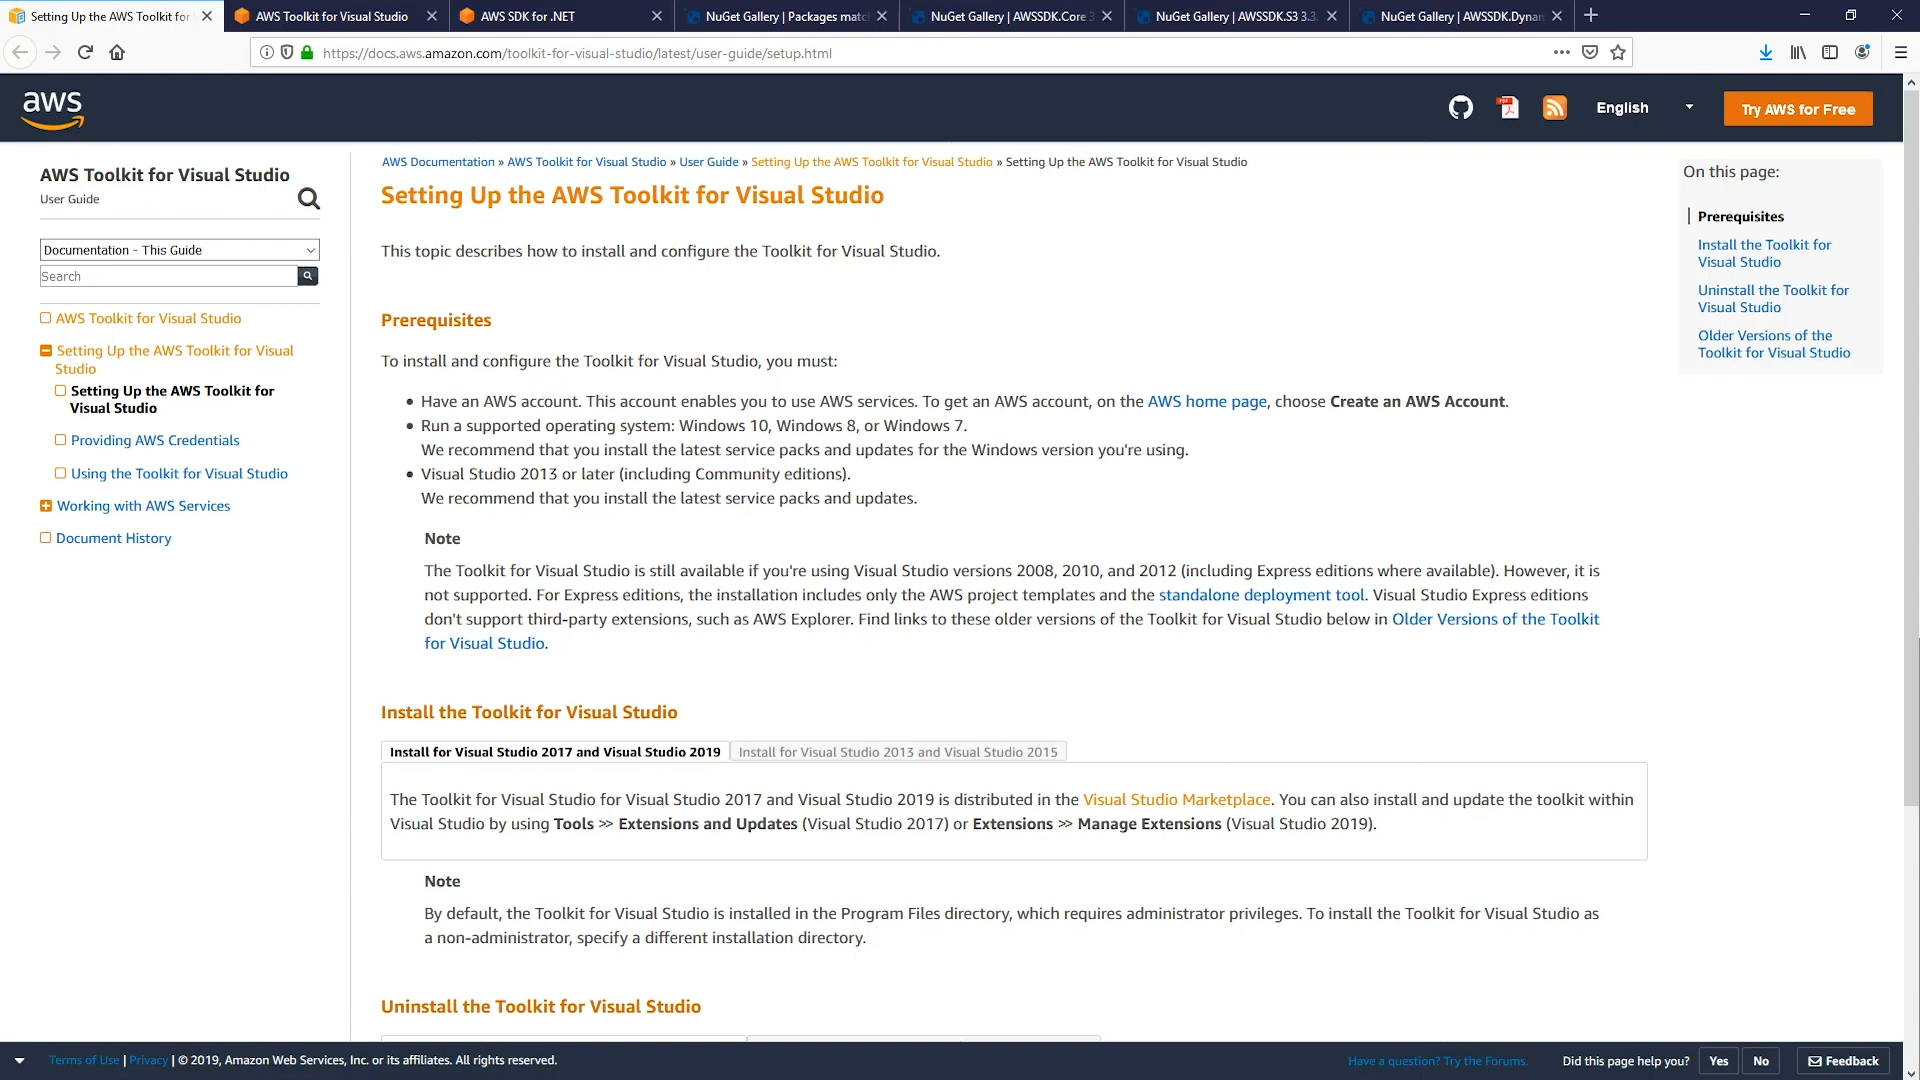 Setting Up the AWS Toolkit for
AWS Toolkit for Visual Studio
AWS SDK for .NET
NuGet Gallery | Packages matc
NuGet Gallery | AWSSDK.Core 3
NuGet Gallery | AWSSDK.S3 3.3.
NuGet Gallery | AWSSDK.Dynam
https://docs.aws.amazon.com/toolkit-for-visual-studio/latest/user-guide/setup.html
aws
English
Try AWS for Free
AWS Toolkit for Visual Studio
User Guide
Documentation - This Guide
Search
AWS Toolkit for Visual Studio
Setting Up the AWS Toolkit for Visual
Studio
Setting Up the AWS Toolkit for
Visual Studio
Providing AWS Credentials
Using the Toolkit for Visual Studio
Working with AWS Services
Document History
AWS Documentation » AWS Toolkit for Visual Studio » User Guide » Setting Up the AWS Toolkit for Visual Studio » Setting Up the AWS Toolkit for Visual Studio
Setting Up the AWS Toolkit for Visual Studio
This topic describes how to install and configure the Toolkit for Visual Studio.
Prerequisites
To install and configure the Toolkit for Visual Studio, you must:
• Have an AWS account. This account enables you to use AWS services. To get an AWS account, on the AWS home page, choose Create an AWS Account.
• Run a supported operating system: Windows 10, Windows 8, or Windows 7.
We recommend that you install the latest service packs and updates for the Windows version you're using.
• Visual Studio 2013 or later (including Community editions).
We recommend that you install the latest service packs and updates.
Note
The Toolkit for Visual Studio is still available if you're using Visual Studio versions 2008, 2010, and 2012 (including Express editions where available). However, it is
not supported. For Express editions, the installation includes only the AWS project templates and the standalone deployment tool. Visual Studio Express editions
don't support third-party extensions, such as AWS Explorer. Find links to these older versions of the Toolkit for Visual Studio below in Older Versions of the Toolkit
for Visual Studio.
Install the Toolkit for Visual Studio
Install for Visual Studio 2017 and Visual Studio 2019
Install for Visual Studio 2013 and Visual Studio 2015
The Toolkit for Visual Studio for Visual Studio 2017 and Visual Studio 2019 is distributed in the Visual Studio Marketplace. You can also install and update the toolkit within
Visual Studio by using Tools >> Extensions and Updates (Visual Studio 2017) or Extensions >> Manage Extensions (Visual Studio 2019).
Note
By default, the Toolkit for Visual Studio is installed in the Program Files directory, which requires administrator privileges. To install the Toolkit for Visual Studio as
a non-administrator, specify a different installation directory.
Uninstall the Toolkit for Visual Studio
On this page:
Prerequisites
Install the Toolkit for
Visual Studio
Uninstall the Toolkit for
Visual Studio
Older Versions of the
Toolkit for Visual Studio
Terms of Use | Privacy | © 2019, Amazon Web Services, Inc. or its affiliates. All rights reserved.
Have a question? Try the Forums.
Did this page help you?
Yes
No
Feedback